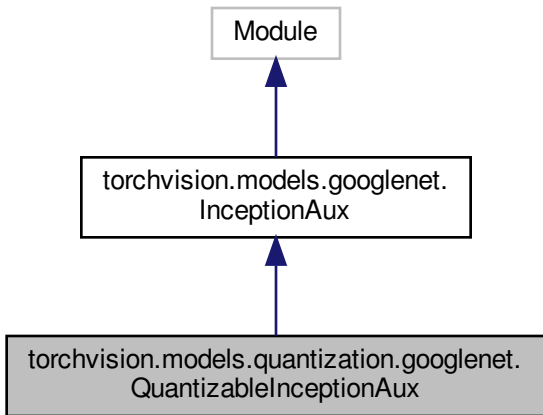 Module
torchvision.models.googlenet.
InceptionAux
torchvision.models.quantization.googlenet.
QuantizableInceptionAux